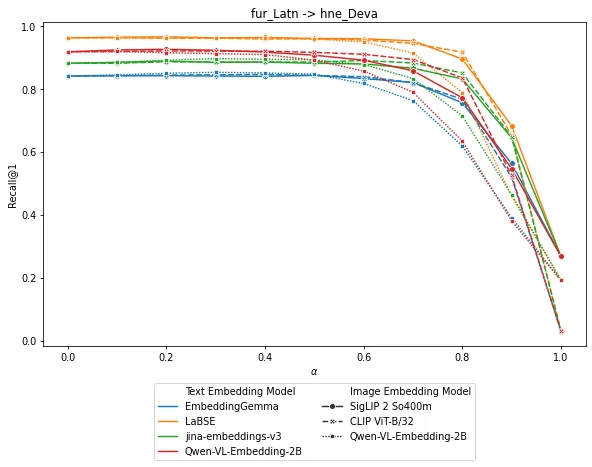 fur_Latn -> hne_Deva
Recall@1
1.0
0.8
0.6
0.4
0.2
0.0
0.0 0.2 0.4 0.6 0.8 1.0
α
Text Embedding Model Image Embedding Model
EmbeddingGemma SigLIP 2 So400m
LaBSE CLIP ViT-B/32
jina-embeddings-v3 Qwen-VL-Embedding-2B
Qwen-VL-Embedding-2B